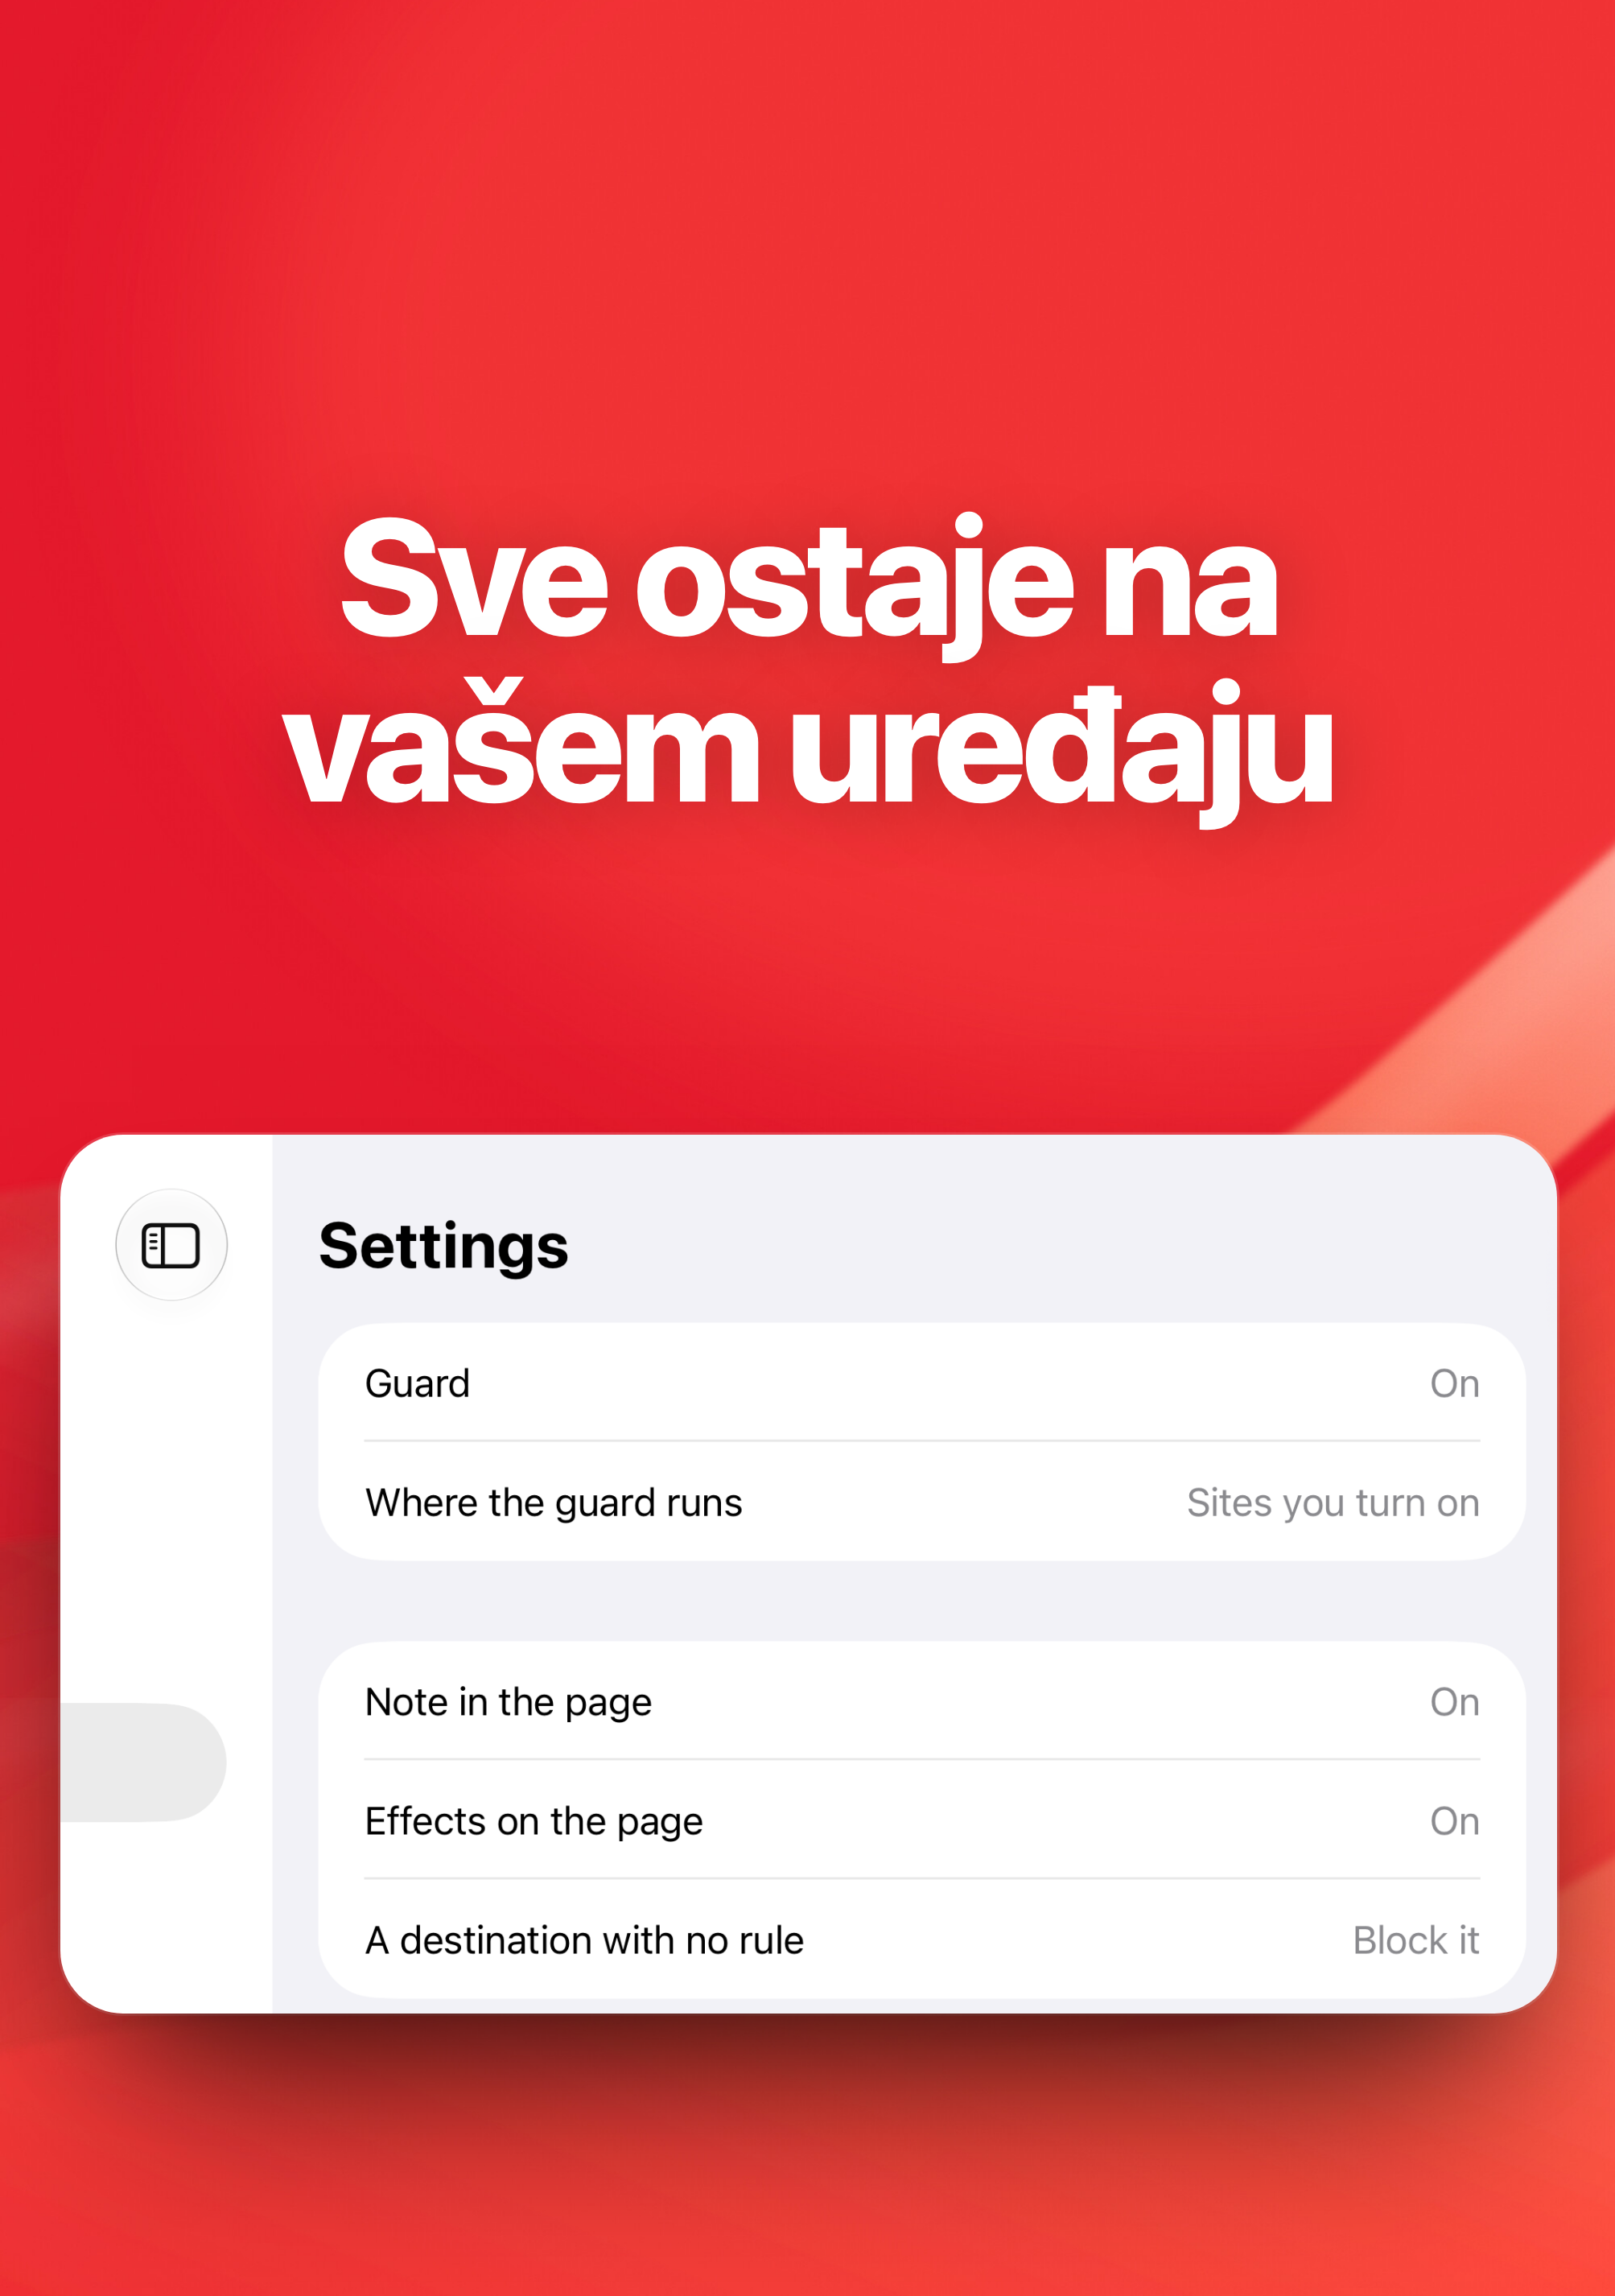 Sve ostaje na
vašem uređaju
Settings
Guard On
Where the guard runs Sites you turn on
Note in the page On
Effects on the page On
A destination with no rule Block it